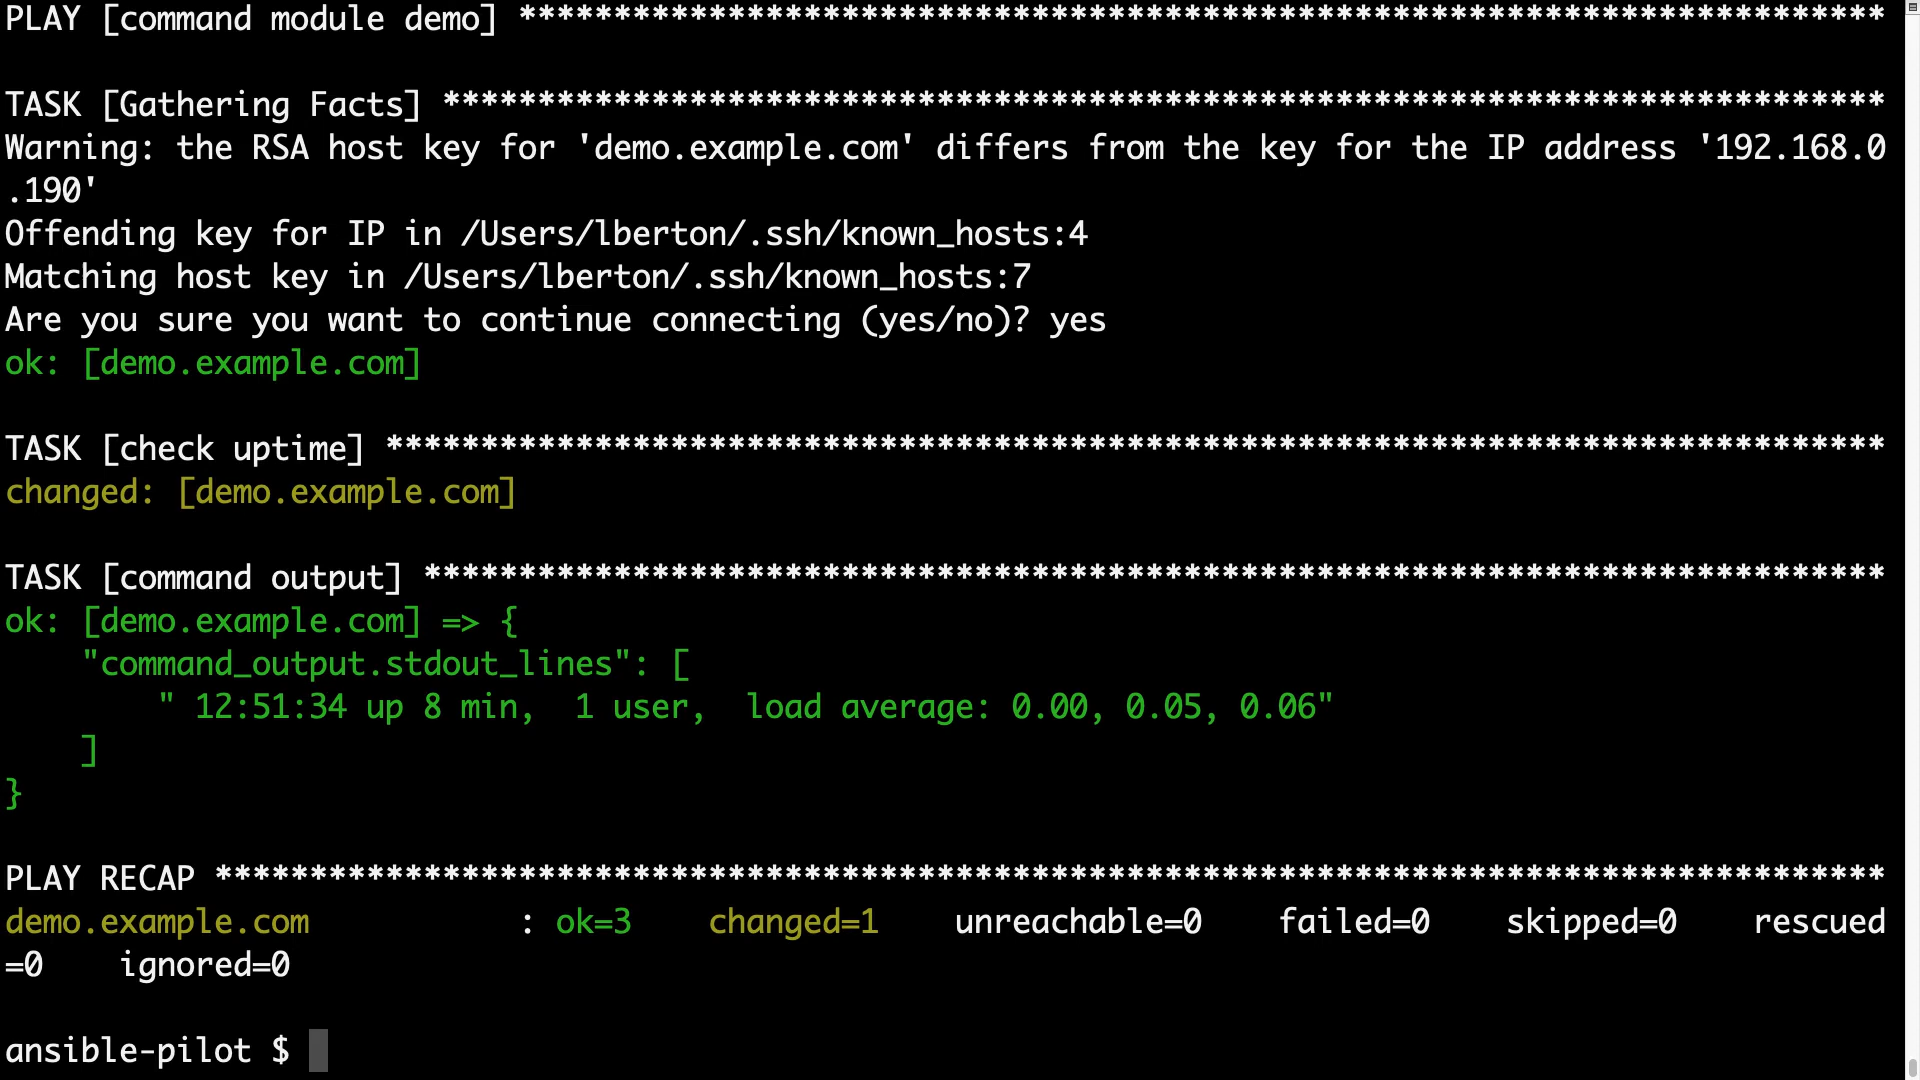 PLAY [command module demo] ************************************************************************
TASK [Gathering Facts] ****************************************************************************
Warning: the RSA host key for 'demo.example.com' differs from the key for the IP address '192.168.0
.190'
Offending key for IP in /Users/lberton/.ssh/known_hosts:4
Matching host key in /Users/lberton/.ssh/known_hosts:7
Are you sure you want to continue connecting (yes/no)? yes
ok: [demo.example.com]
TASK [check uptime] *******************************************************************************
changed: [demo.example.com]
TASK [command output] *****************************************************************************
ok: [demo.example.com] => {
    "command_output.stdout_lines": [
        " 12:51:34 up 8 min,  1 user,  load average: 0.00, 0.05, 0.06"
    ]
}
PLAY RECAP ****************************************************************************************
demo.example.com           : ok=3    changed=1    unreachable=0    failed=0    skipped=0    rescued
=0    ignored=0
ansible-pilot $